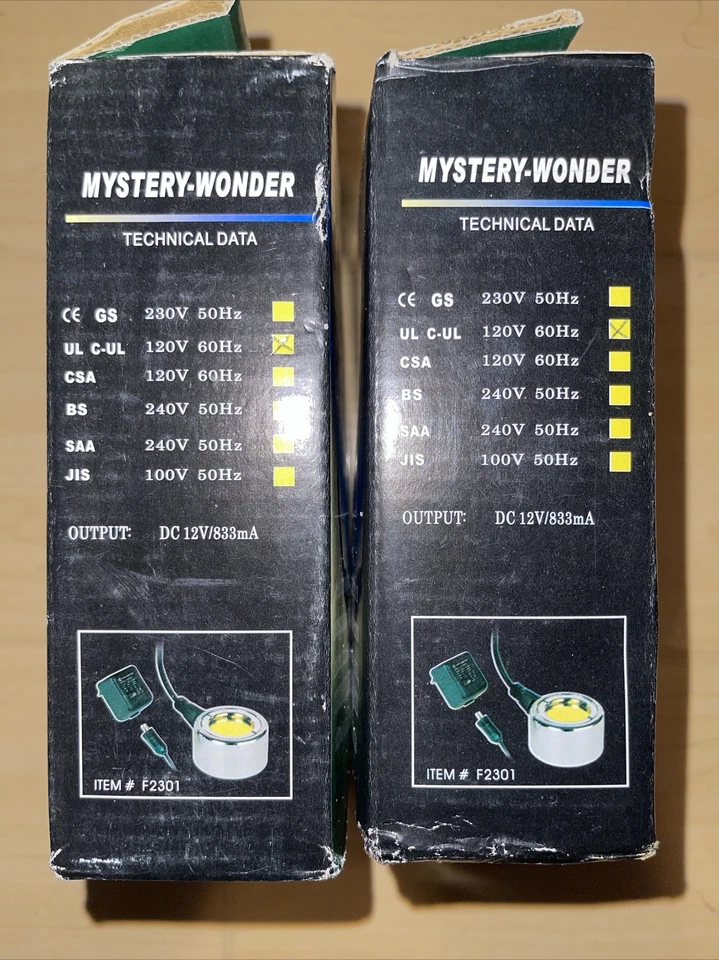 MYSTERY-WONDER
TECHNICAL DATA
CE GS 230V 50Hz
UL C-UL 120V 60Hz
CSA 120V 60Hz
BS 240V 50Hz
SAA 240V 50Hz
JIS 100V 50Hz
OUTPUT: DC 12V/833mA
ITEM # F2301
MYSTERY-WONDER
TECHNICAL DATA
CE GS 230V 50Hz
UL C-UL 120V 60Hz
CSA 120V 60Hz
BS 240V 50Hz
SAA 240V 50Hz
JIS 100V 50Hz
OUTPUT: DC 12V/833mA
ITEM # F2301